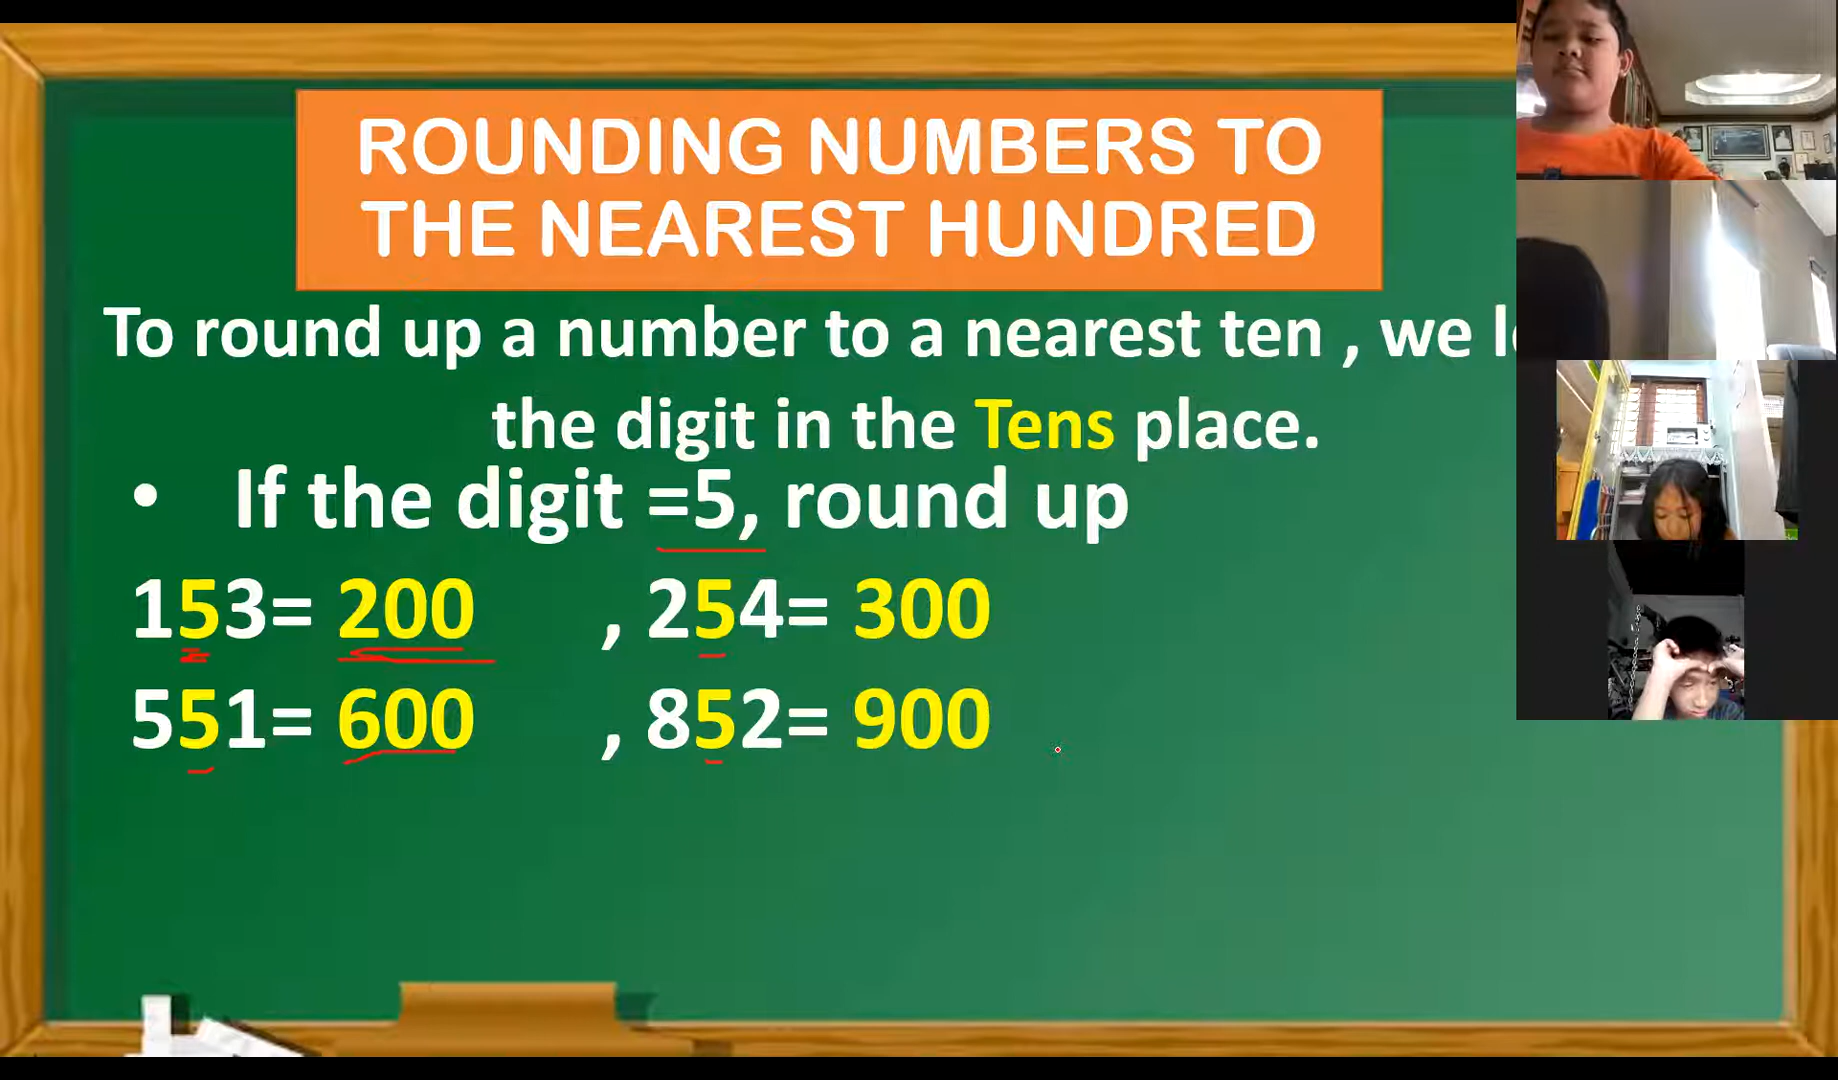 ROUNDING NUMBERS TO
THE NEAREST HUNDRED
To round up a number to a nearest ten , we
the digit in the Tens place.
• If the digit =5, round up
153= 200 , 254= 300
551= 600 , 852= 900